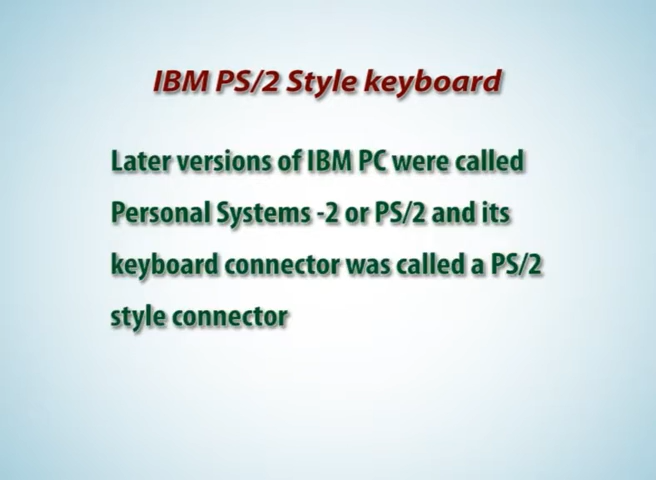 IBM PS/2 Style keyboard
Later versions of IBM PC were called
Personal Systems -2 or PS/2 and its
keyboard connector was called a PS/2
style connector